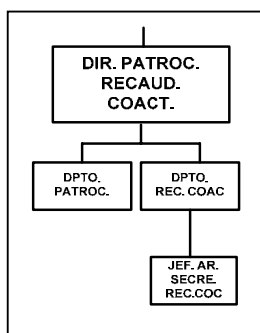 DIR. PATROC.
RECAUD.
COACT.
DPTO.
PATROC.
DPTO.
REC. COAC
JEF. AR.
SECRE.
REC.COC